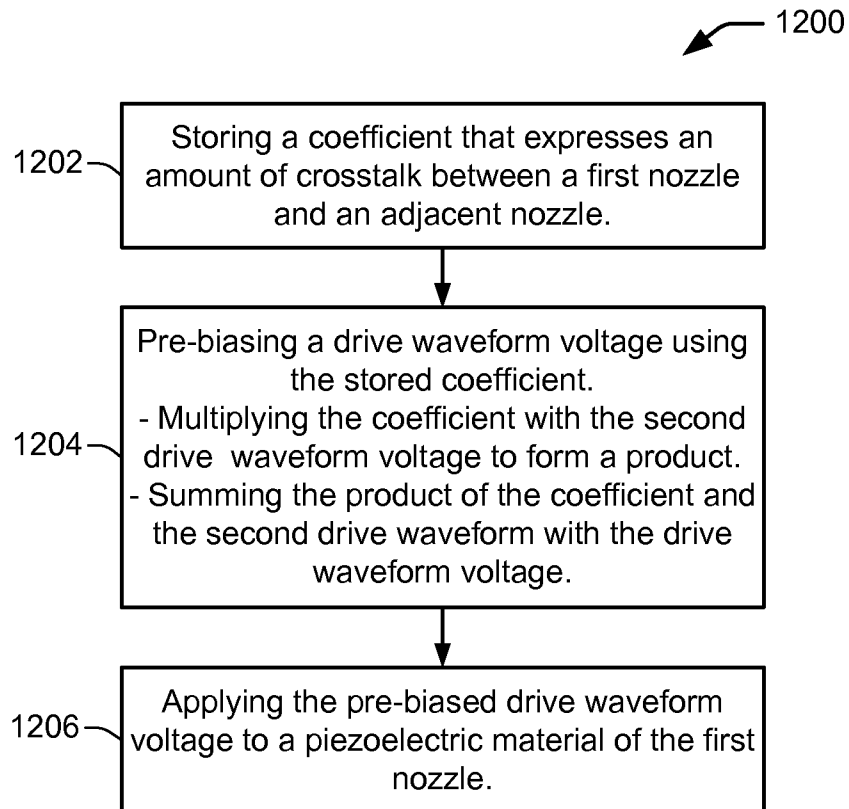 1200
1202
Storing a coefficient that expresses an
amount of crosstalk between a first nozzle
and an adjacent nozzle.
1204
Pre-biasing a drive waveform voltage using
the stored coefficient.
- Multiplying the coefficient with the second
drive waveform voltage to form a product.
- Summing the product of the coefficient and
the second drive waveform with the drive
waveform voltage.
1206
Applying the pre-biased drive waveform
voltage to a piezoelectric material of the first
nozzle.